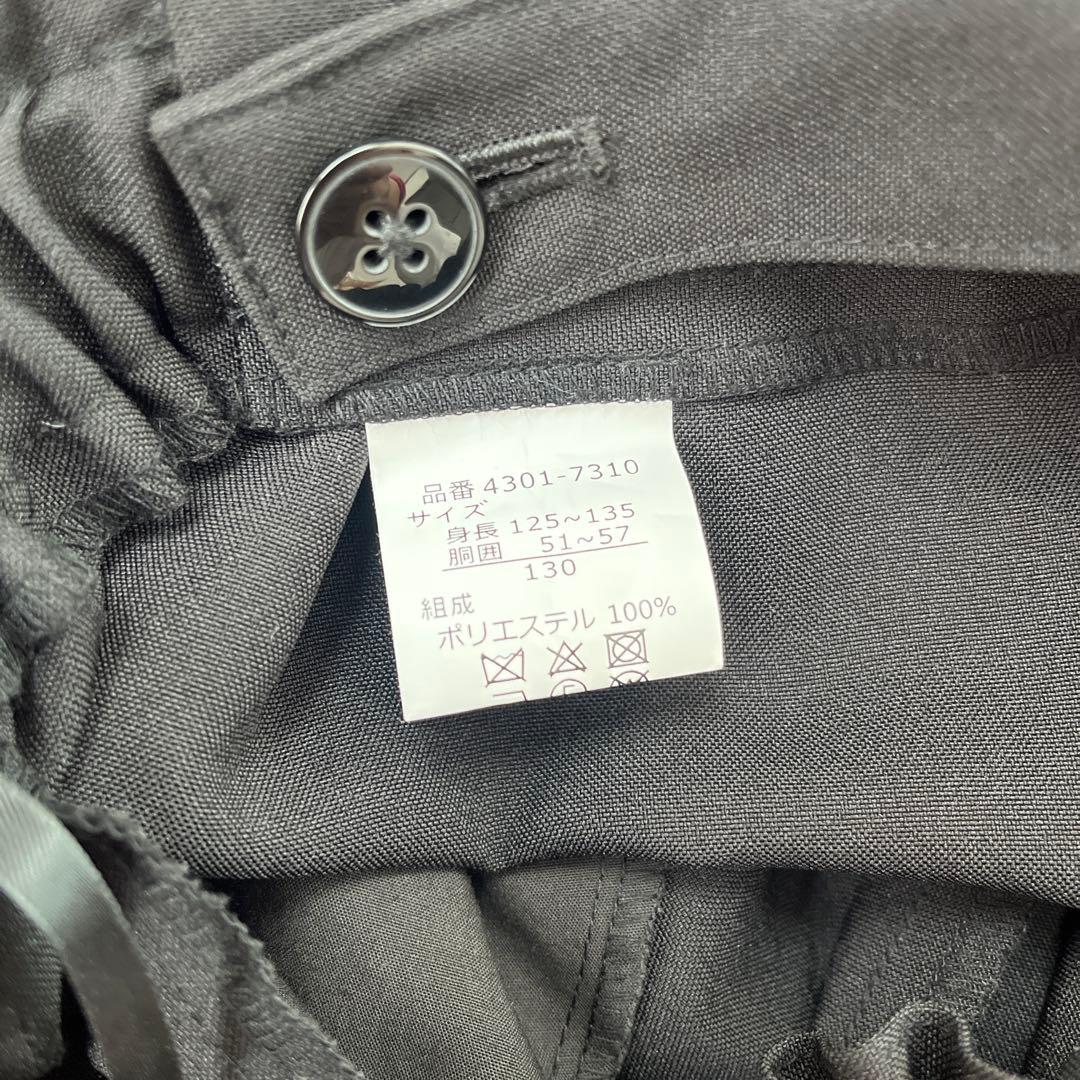 品番 4301-7310
サイズ
身長 125~135
胴囲 51~57
130
組成
ポリエステル 100%